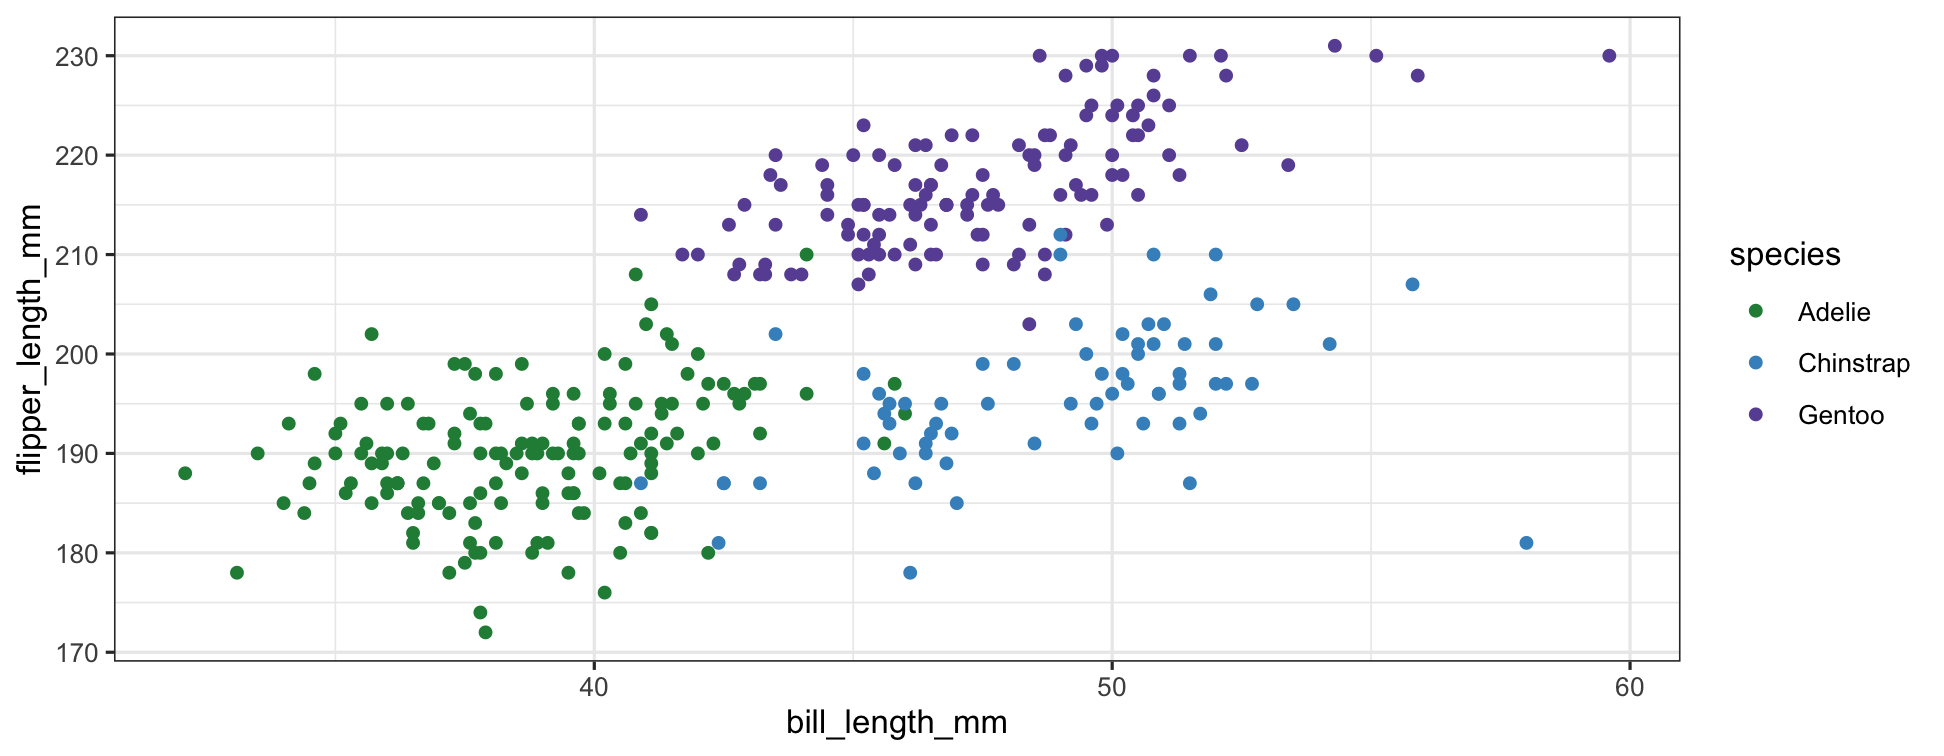 230
220
210
200
190
180
170
flipper_length_mm
40
50
60
bill_length_mm
species
Adelie
Chinstrap
Gentoo